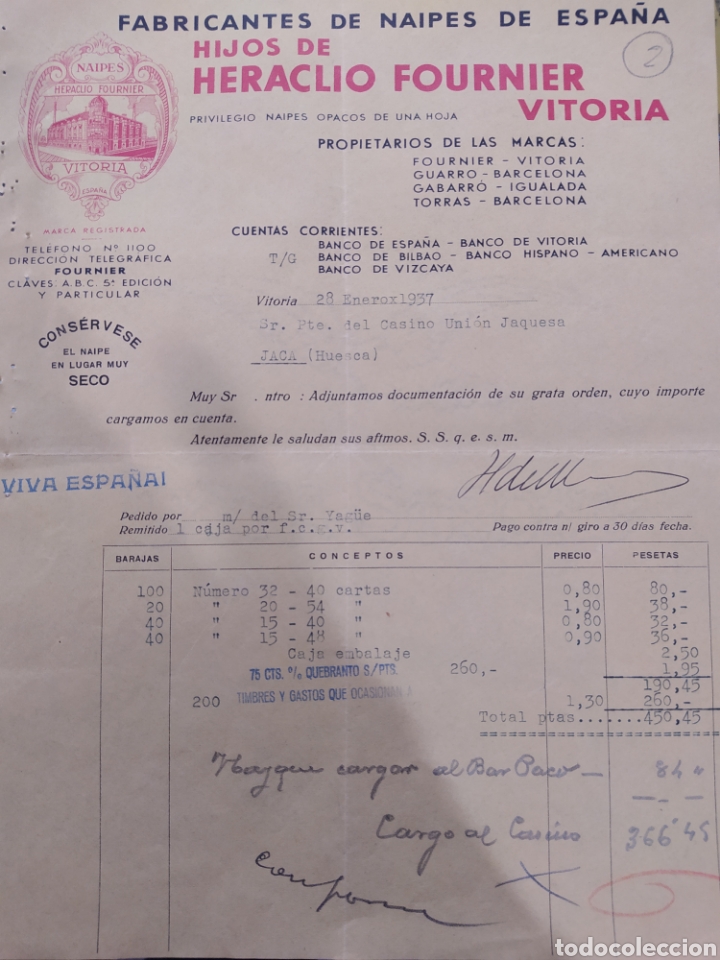 FABRICANTES DE NAIPES DE ESPAÑA
HIJOS DE
HERACLIO FOURNIER
VITORIA
2
PRIVILEGIO NAIPES OPACOS DE UNA HOJA
NAIPES
HERACLIO FOURNIER
VITORIA
ESPAÑA
MARCA REGISTRADA
TELEFONO Nº 1100
DIRECCIÓN TELEGRAFICA
FOURNIER
CLAVES: A.B.C. 5ª EDICIÓN
Y PARTICULAR
CONSÉRVESE
EL NAIPE
EN LUGAR MUY
SECO
PROPIETARIOS DE LAS MARCAS:
FOURNIER - VITORIA
GUARRO - BARCELONA
GABARRÓ - IGUALADA
TORRAS - BARCELONA
CUENTAS CORRIENTES:
BANCO DE ESPAÑA - BANCO DE VITORIA
T/G BANCO DE BILBAO - BANCO HISPANO - AMERICANO
BANCO DE VIZCAYA
Vitoria 28 Enerox1937
Sr. Pte. del Casino Unión Jaquesa
JACA (Huesca)
Muy Sr . ntro : Adjuntamos documentación de su grata orden, cuyo importe
cargamos en cuenta.
Atentamente le saludan sus aftmos. S. S. q. e. s. m.
¡VIVA ESPAÑA!
Pedido por m/ del Sr. Yagüe
Remitido 1 caja por f.c.g.v. Pago contra n/ giro a 30 días fecha.
BARAJAS CONCEPTOS PRECIO PESETAS
100 Número 32 - 40 cartas 0,80 80,-
20 " 20 - 54 " 1,90 38,-
40 " 15 - 40 " 0,80 32,-
40 " 15 - 48 " 0,90 36,-
Caja embalaje 2,50
75 CTS. % QUEBRANTO S/PTS. 260,- 1,95
190,45
200 TIMBRES Y GASTOS QUE OCASIONAN 1,30 260,-
Total ptas.......450,45
Hay que cargar al Bar Paco — 84 "
Cargo al Casino 366'45
conforme
todocoleccion